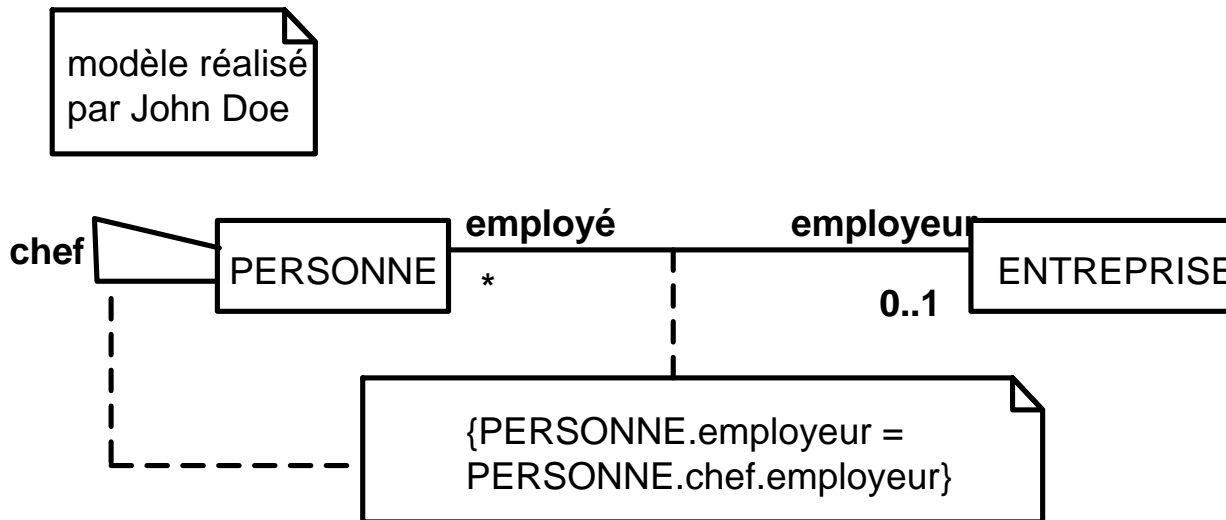 modèle réalisé
par John Doe
employé
employeur
chef
PERSONNE
ENTREPRISE
*
0..1
{PERSONNE.employeur =
PERSONNE.chef.employeur}